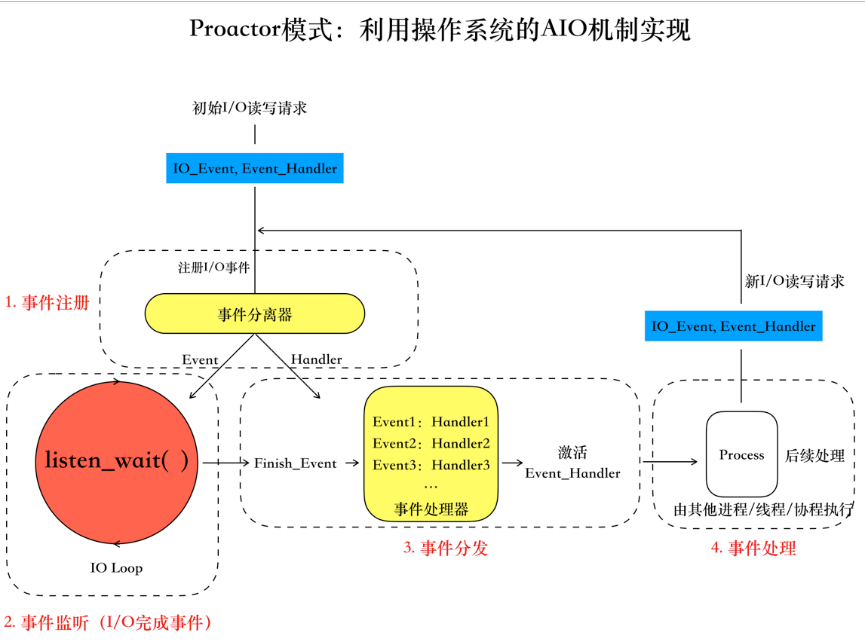 Proactor模式：利用操作系统的AIO机制实现
初始I/O读写请求
IO_Event, Event_Handler
注册I/O事件
1. 事件注册
事件分离器
新I/O读写请求
IO_Event, Event_Handler
Event
Handler
listen_wait( )
IO Loop
2. 事件监听（I/O完成事件）
Finish_Event
Event1：Handler1
Event2：Handler2
Event3：Handler3
...
事件处理器
激活
Event_Handler
3. 事件分发
Process
后续处理
由其他进程/线程/协程执行
4. 事件处理